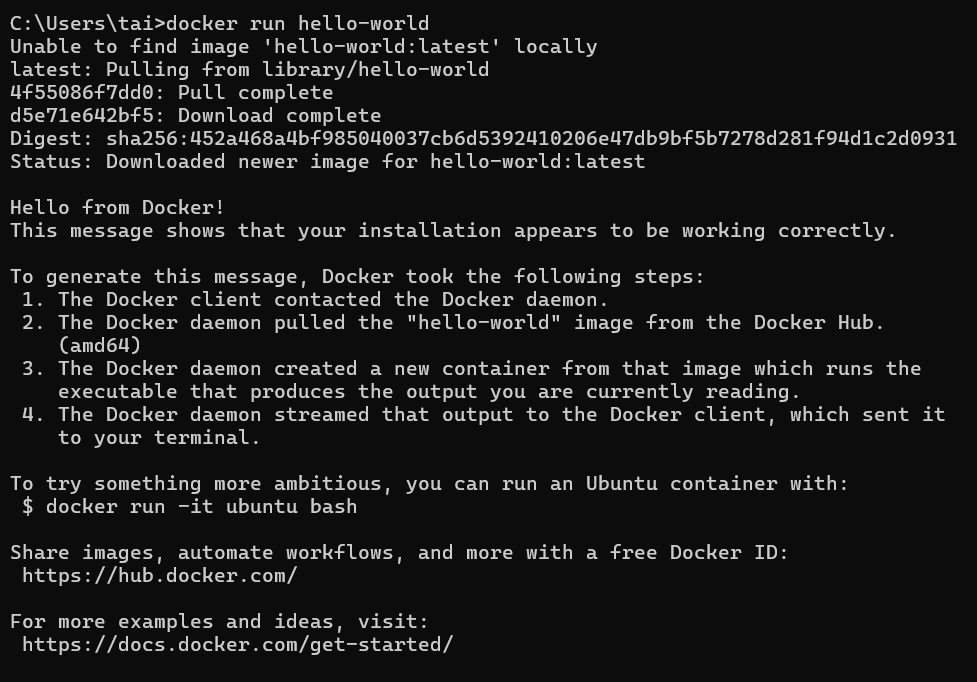 C:\Users\tai>docker run hello-world
Unable to find image 'hello-world:latest' locally
latest: Pulling from library/hello-world
4f55086f7dd0: Pull complete
d5e71e642bf5: Download complete
Digest: sha256:452a468a4bf985040037cb6d5392410206e47db9bf5b7278d281f94d1c2d0931
Status: Downloaded newer image for hello-world:latest

Hello from Docker!
This message shows that your installation appears to be working correctly.

To generate this message, Docker took the following steps:
 1. The Docker client contacted the Docker daemon.
 2. The Docker daemon pulled the "hello-world" image from the Docker Hub.
    (amd64)
 3. The Docker daemon created a new container from that image which runs the
    executable that produces the output you are currently reading.
 4. The Docker daemon streamed that output to the Docker client, which sent it
    to your terminal.

To try something more ambitious, you can run an Ubuntu container with:
 $ docker run -it ubuntu bash

Share images, automate workflows, and more with a free Docker ID:
 https://hub.docker.com/

For more examples and ideas, visit:
 https://docs.docker.com/get-started/